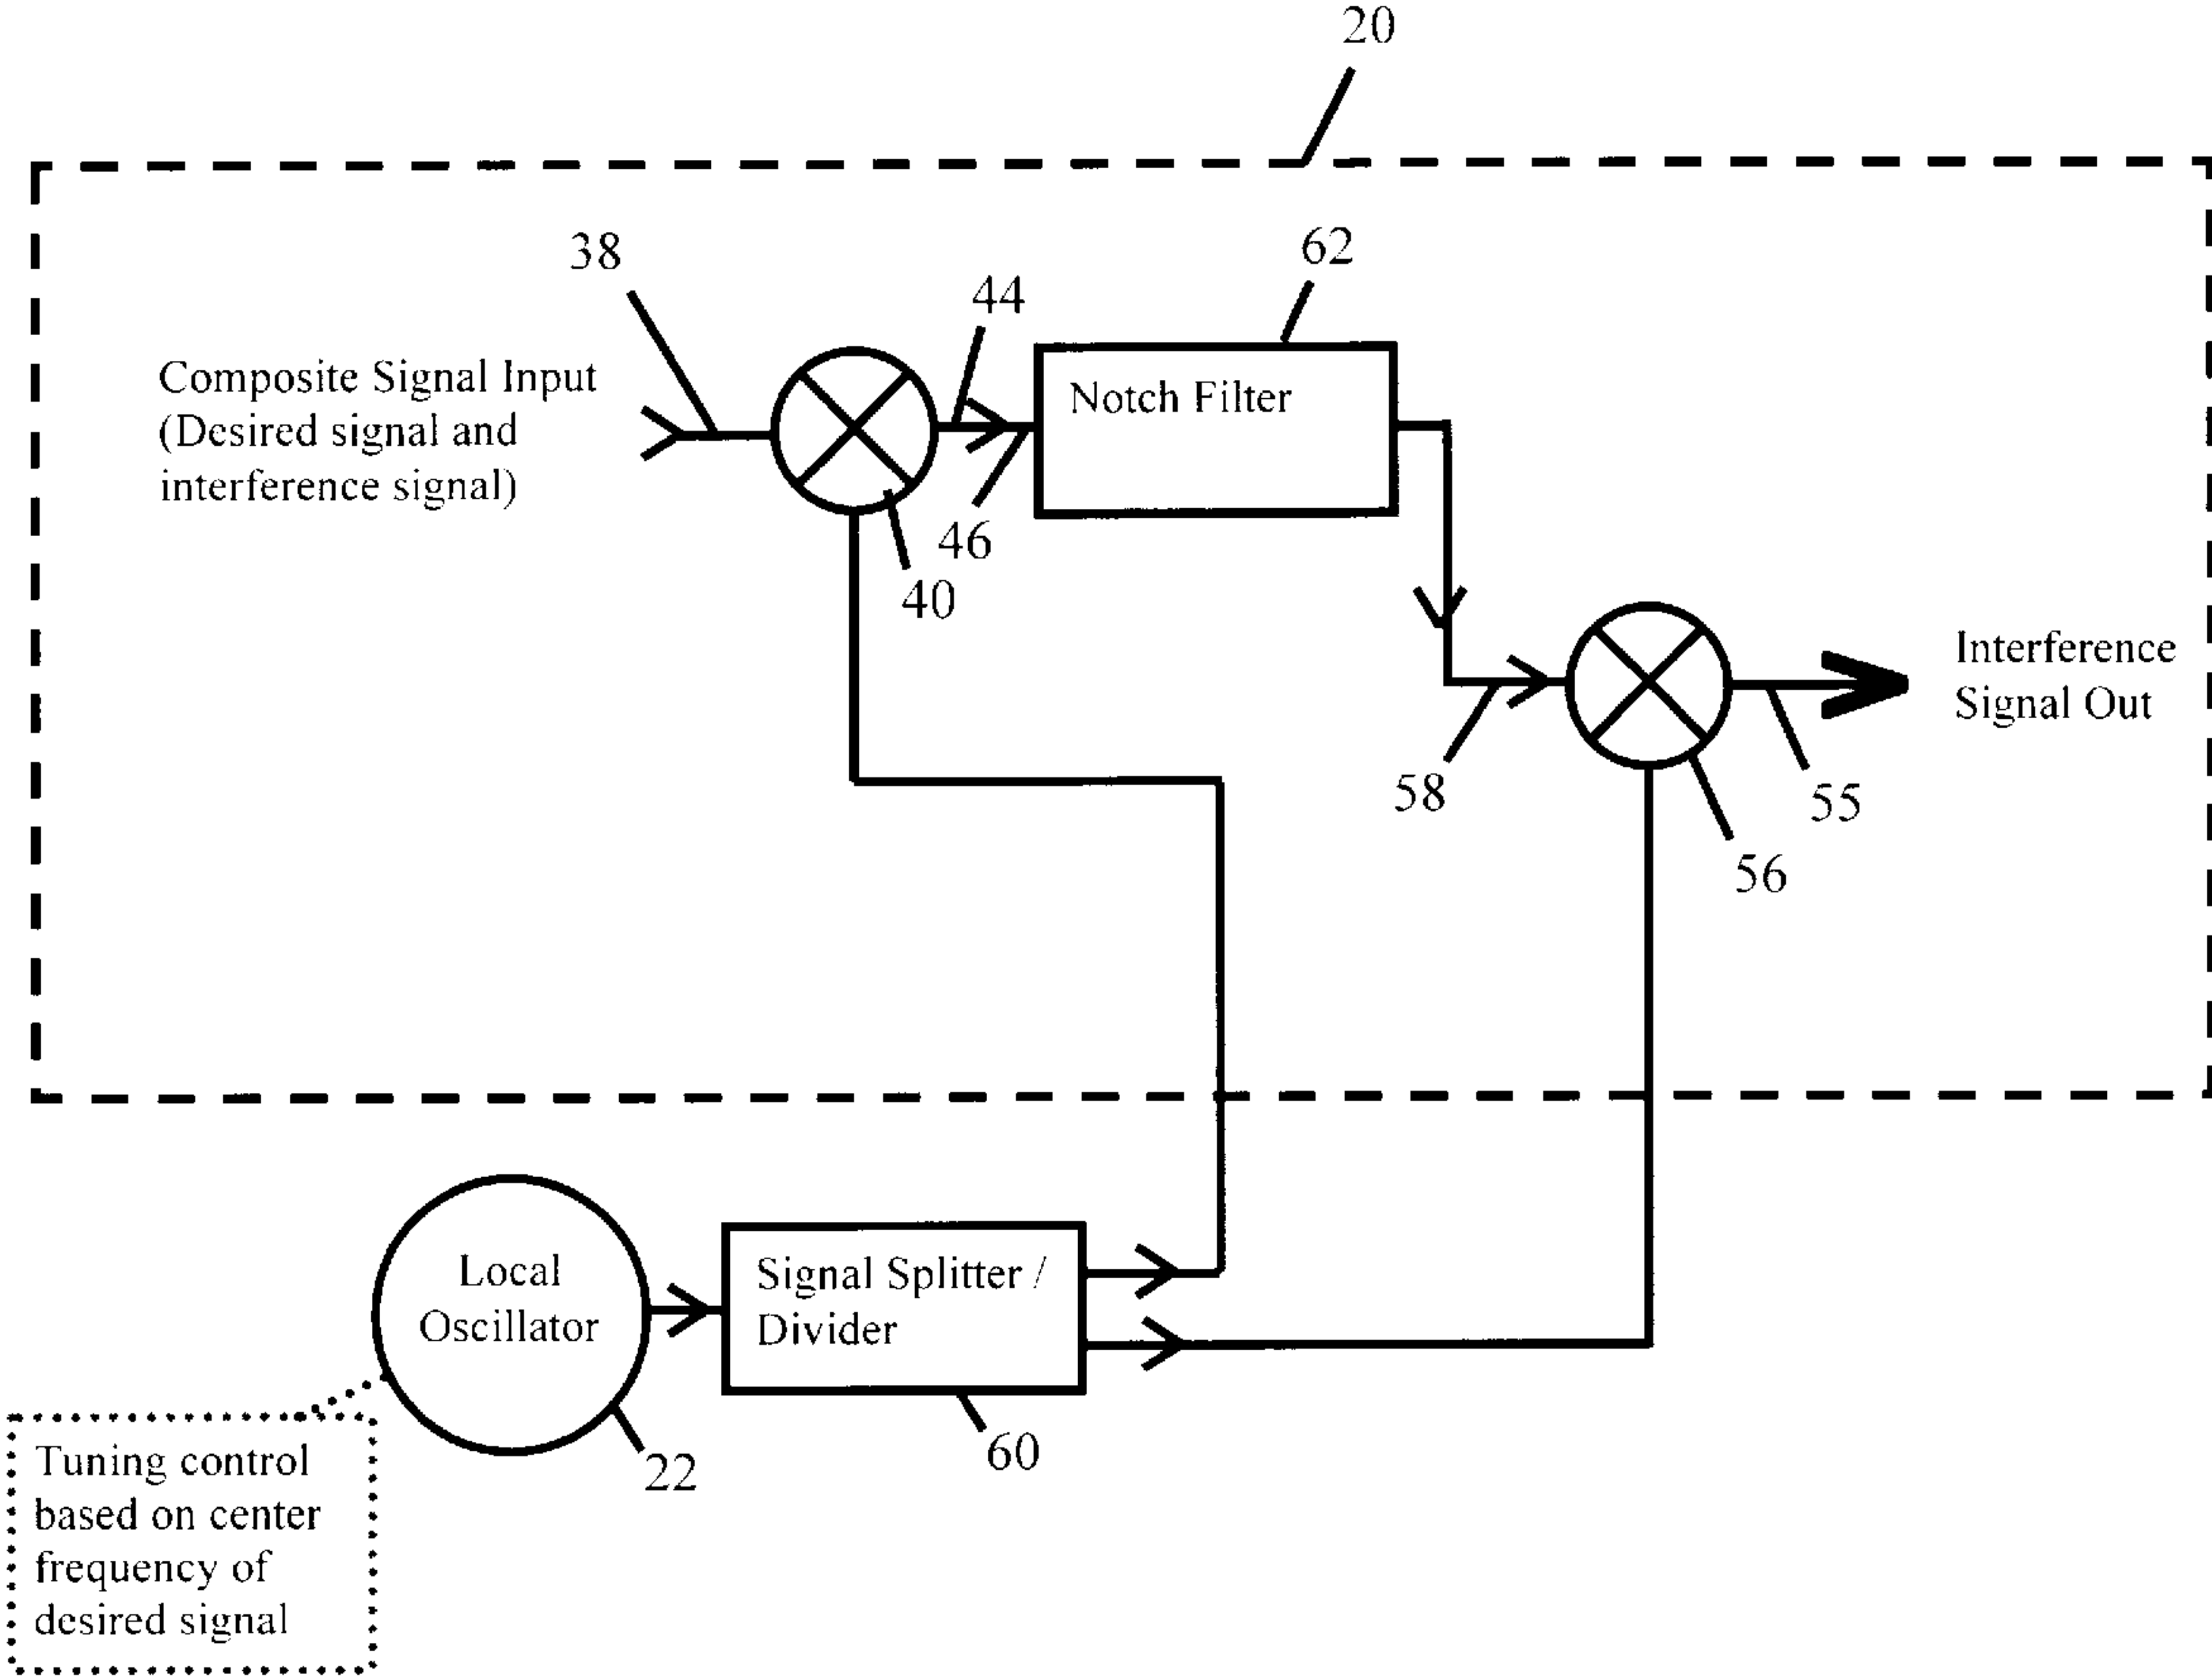 20
38
62
44
Composite Signal Input
(Desired signal and
interference signal)
Notch Filter
46
40
Interference
Signal Out
58
55
56
Local
Oscillator
Signal Splitter /
Divider
22
60
Tuning control
based on center
frequency of
desired signal